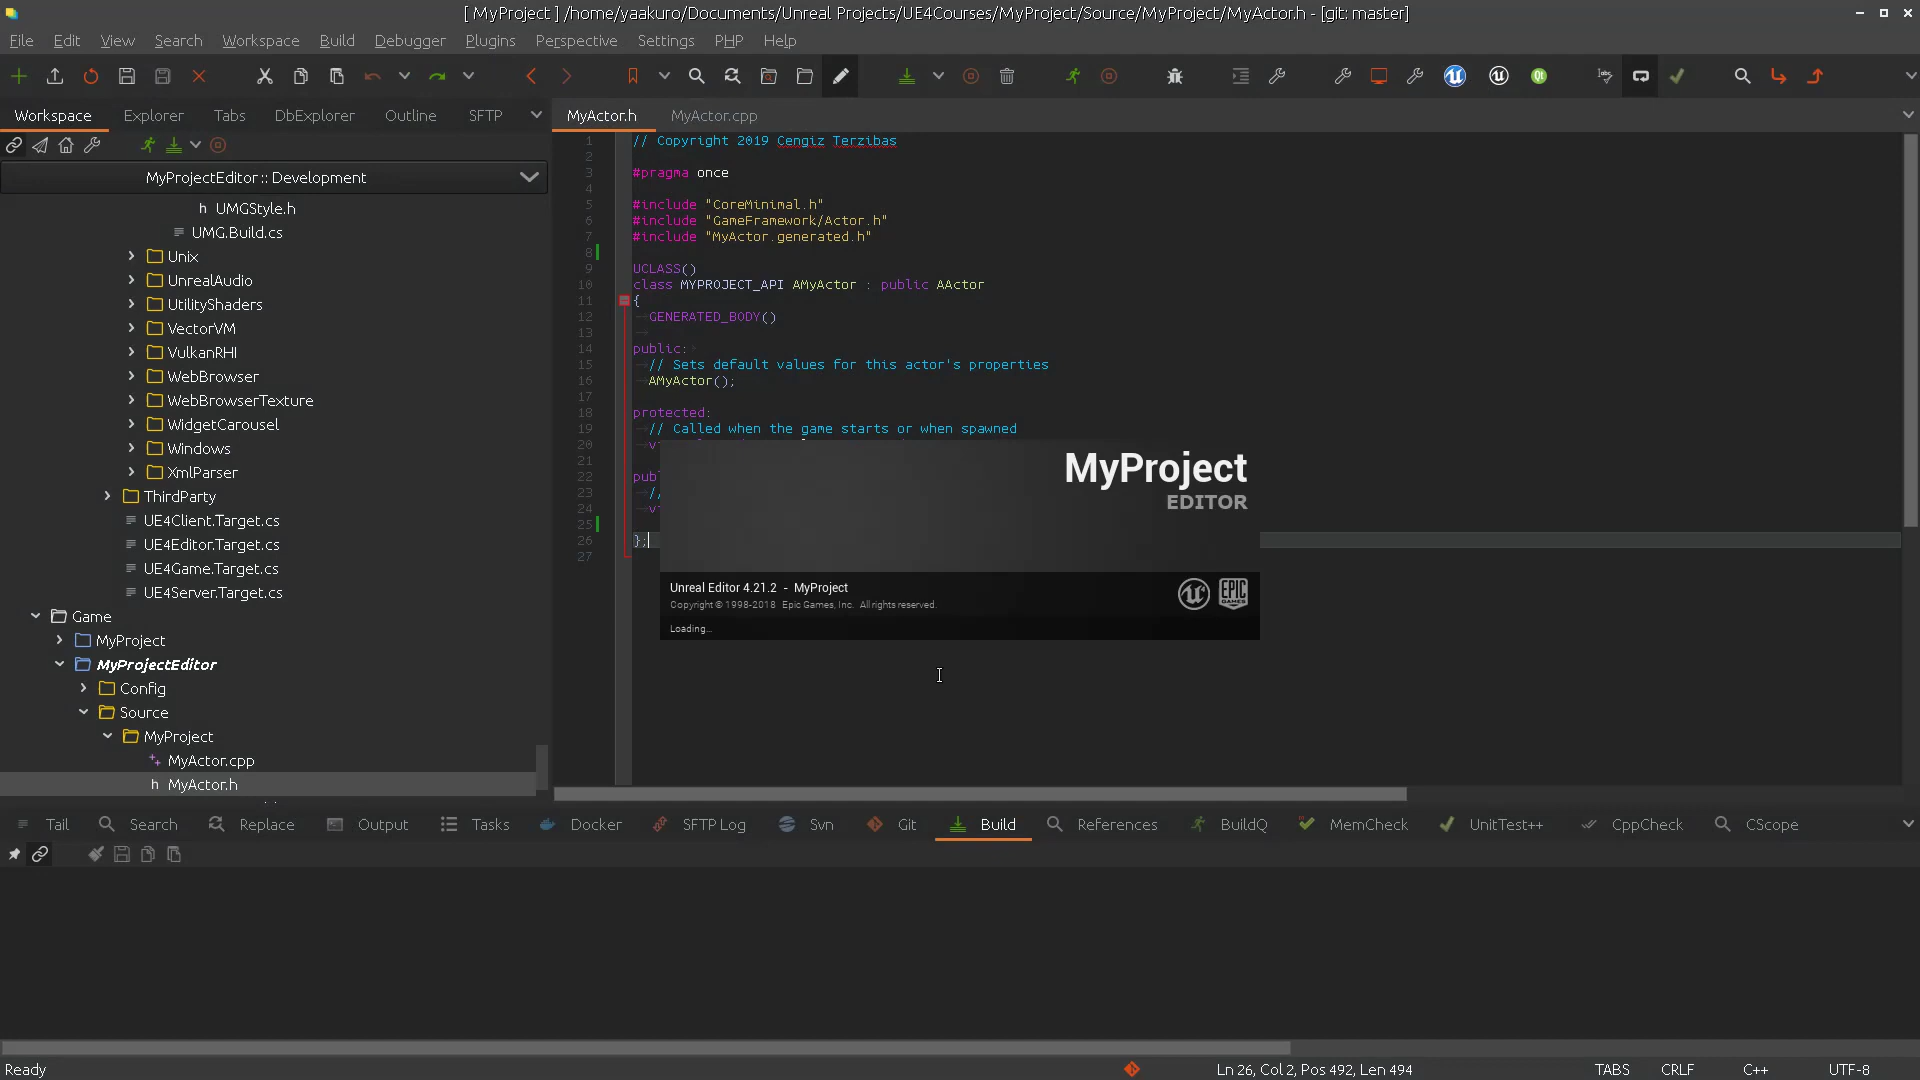 [ MyProject ] /home/yaakuro/Documents/Unreal Projects/UE4Courses/MyProject/Source/MyProject/MyActor.h - [git: master]
File Edit View Search Workspace Build Debugger Plugins Perspective Settings PHP Help
Workspace Explorer Tabs DbExplorer Outline SFTP
MyActor.h MyActor.cpp
MyProjectEditor :: Development
UMGStyle.h
UMG.Build.cs
Unix
UnrealAudio
UtilityShaders
VectorVM
VulkanRHI
WebBrowser
WebBrowserTexture
WidgetCarousel
Windows
XmlParser
ThirdParty
UE4Client.Target.cs
UE4Editor.Target.cs
UE4Game.Target.cs
UE4Server.Target.cs
Game
MyProject
MyProjectEditor
Config
Source
MyProject
MyActor.cpp
MyActor.h
1 // Copyright 2019 Cengiz Terzibas
2
3 #pragma once
4
5 #include "CoreMinimal.h"
6 #include "GameFramework/Actor.h"
7 #include "MyActor.generated.h"
8
9 UCLASS()
10 class MYPROJECT_API AMyActor : public AActor
11 {
12 GENERATED_BODY()
13
14 public:
15 // Sets default values for this actor's properties
16 AMyActor();
17
18 protected:
19 // Called when the game starts or when spawned
20
21
22
23 //
24
25
26 };
27
MyProject
EDITOR
Unreal Editor 4.21.2 - MyProject
Copyright © 1998-2018 Epic Games, Inc. All rights reserved.
Loading...
EPIC GAMES
Tail Search Replace Output Tasks Docker SFTP Log Svn Git Build References BuildQ MemCheck UnitTest++ CppCheck CScope
Ready
Ln 26, Col 2, Pos 492, Len 494 TABS CRLF C++ UTF-8